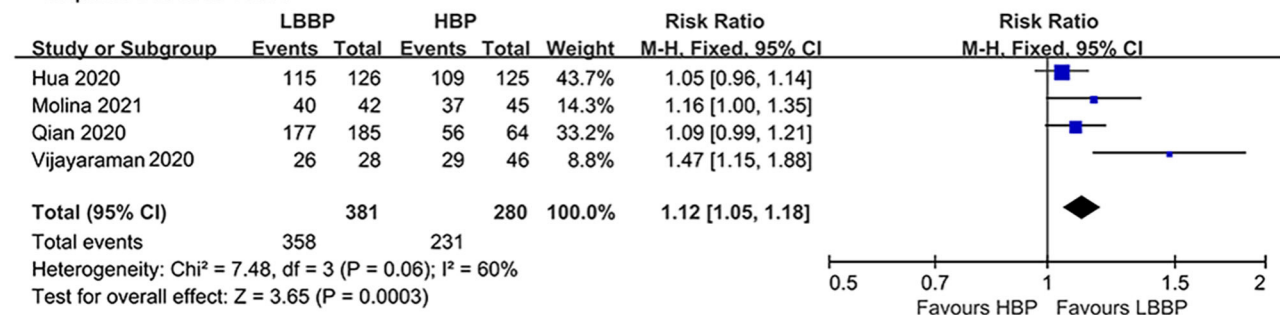 LBBP HBP Risk Ratio Risk Ratio
Study or Subgroup Events Total Events Total Weight M-H, Fixed, 95% CI M-H, Fixed, 95% CI
Hua 2020 115 126 109 125 43.7% 1.05 [0.96, 1.14]
Molina 2021 40 42 37 45 14.3% 1.16 [1.00, 1.35]
Qian 2020 177 185 56 64 33.2% 1.09 [0.99, 1.21]
Vijayaraman 2020 26 28 29 46 8.8% 1.47 [1.15, 1.88]
Total (95% CI) 381 280 100.0% 1.12 [1.05, 1.18]
Total events 358 231
Heterogeneity: Chi² = 7.48, df = 3 (P = 0.06); I² = 60%
Test for overall effect: Z = 3.65 (P = 0.0003)
0.5 0.7 1 1.5 2
Favours HBP Favours LBBP